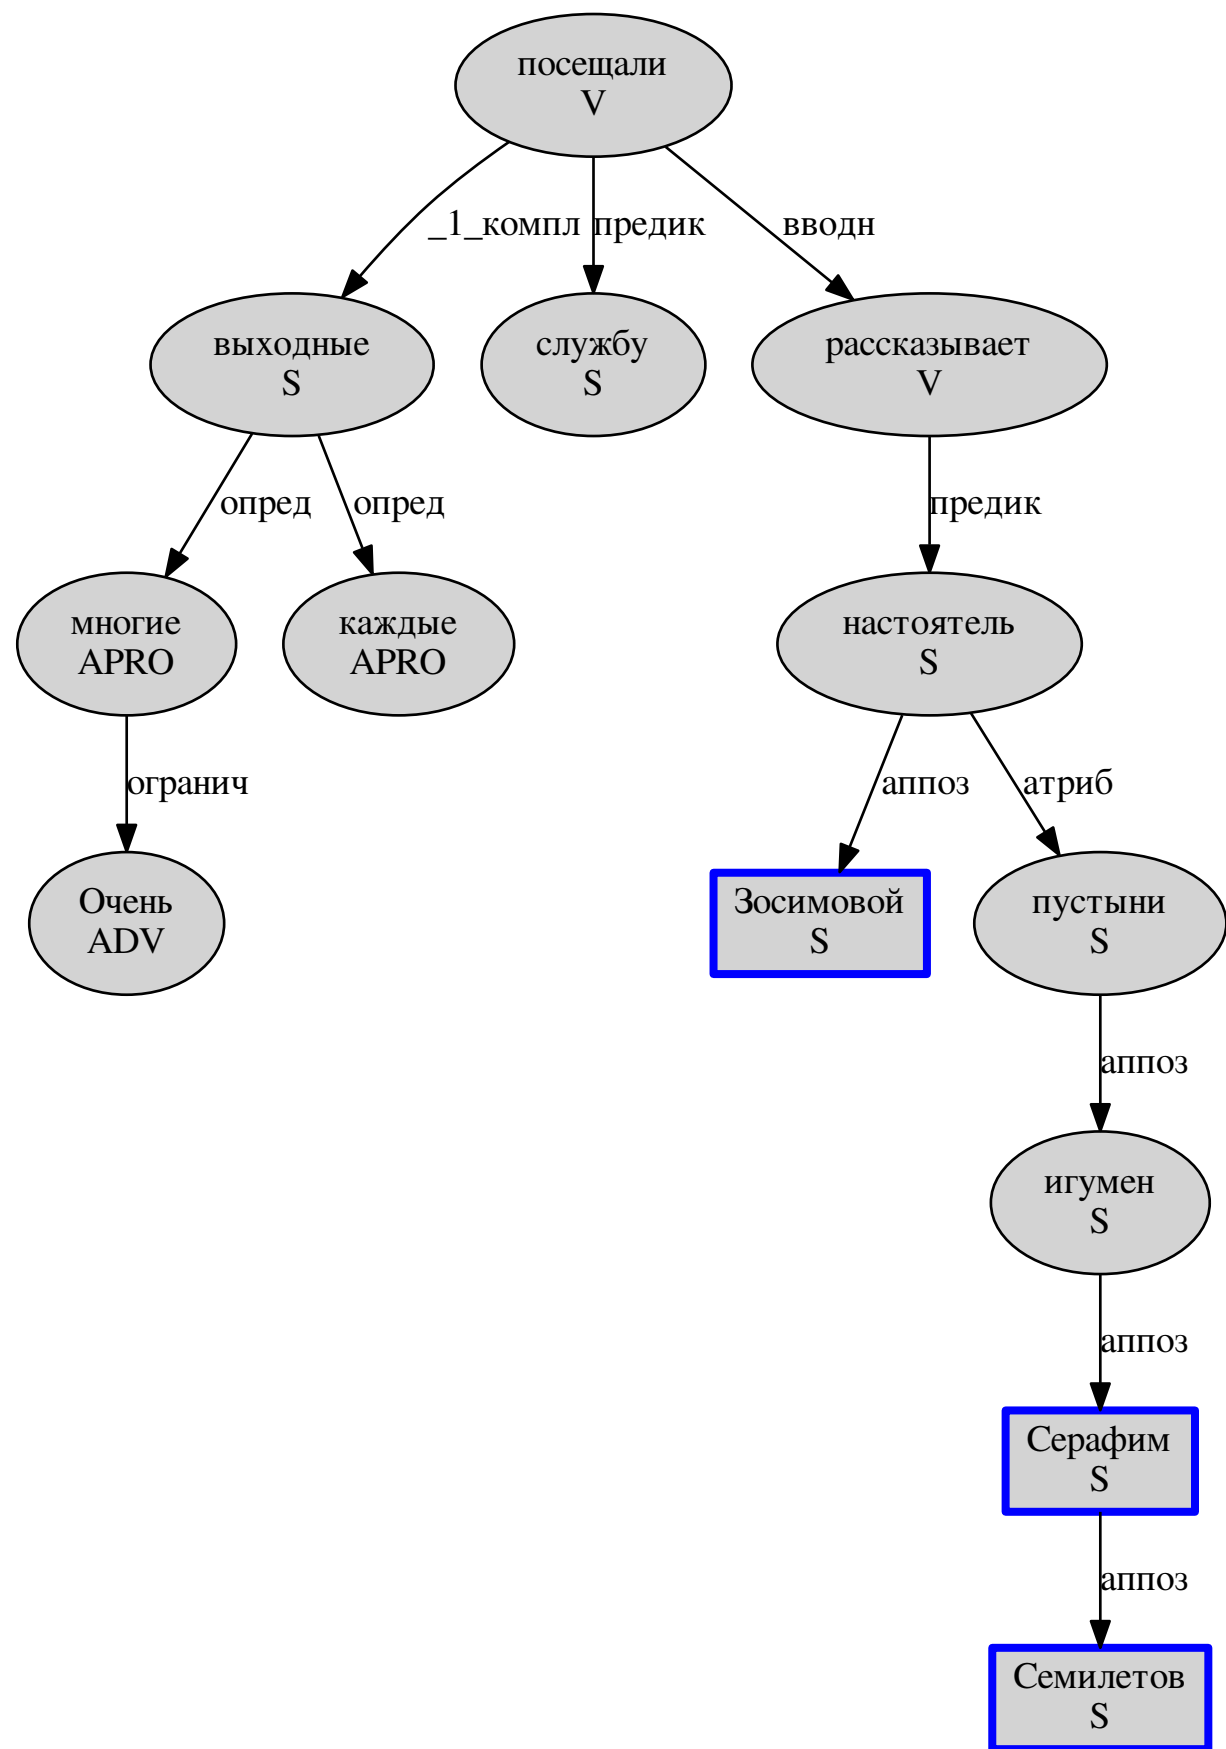 посещали
V
_1_компл
предик
вводн
выходные
S
службу
S
рассказывает
V
опред
опред
предик
многие
APRO
каждые
APRO
настоятель
S
огранич
аппоз
атриб
Очень
ADV
Зосимовой
S
пустыни
S
аппоз
игумен
S
аппоз
Серафим
S
аппоз
Семилетов
S